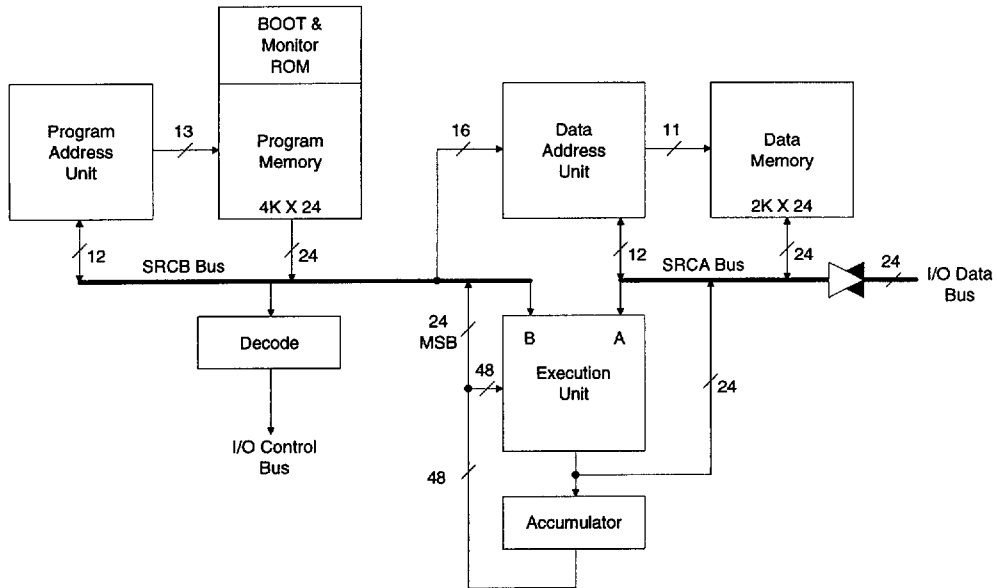 BOOT &
Monitor
ROM
Program
Address
Unit
13
Program
Memory
4K X 24
16
Data
Address
Unit
11
Data
Memory
2K X 24
12
24
SRCB Bus
12
SRCA Bus
24
24
I/O Data
Bus
Decode
24
MSB
B
A
48
Execution
Unit
24
I/O Control
Bus
48
Accumulator